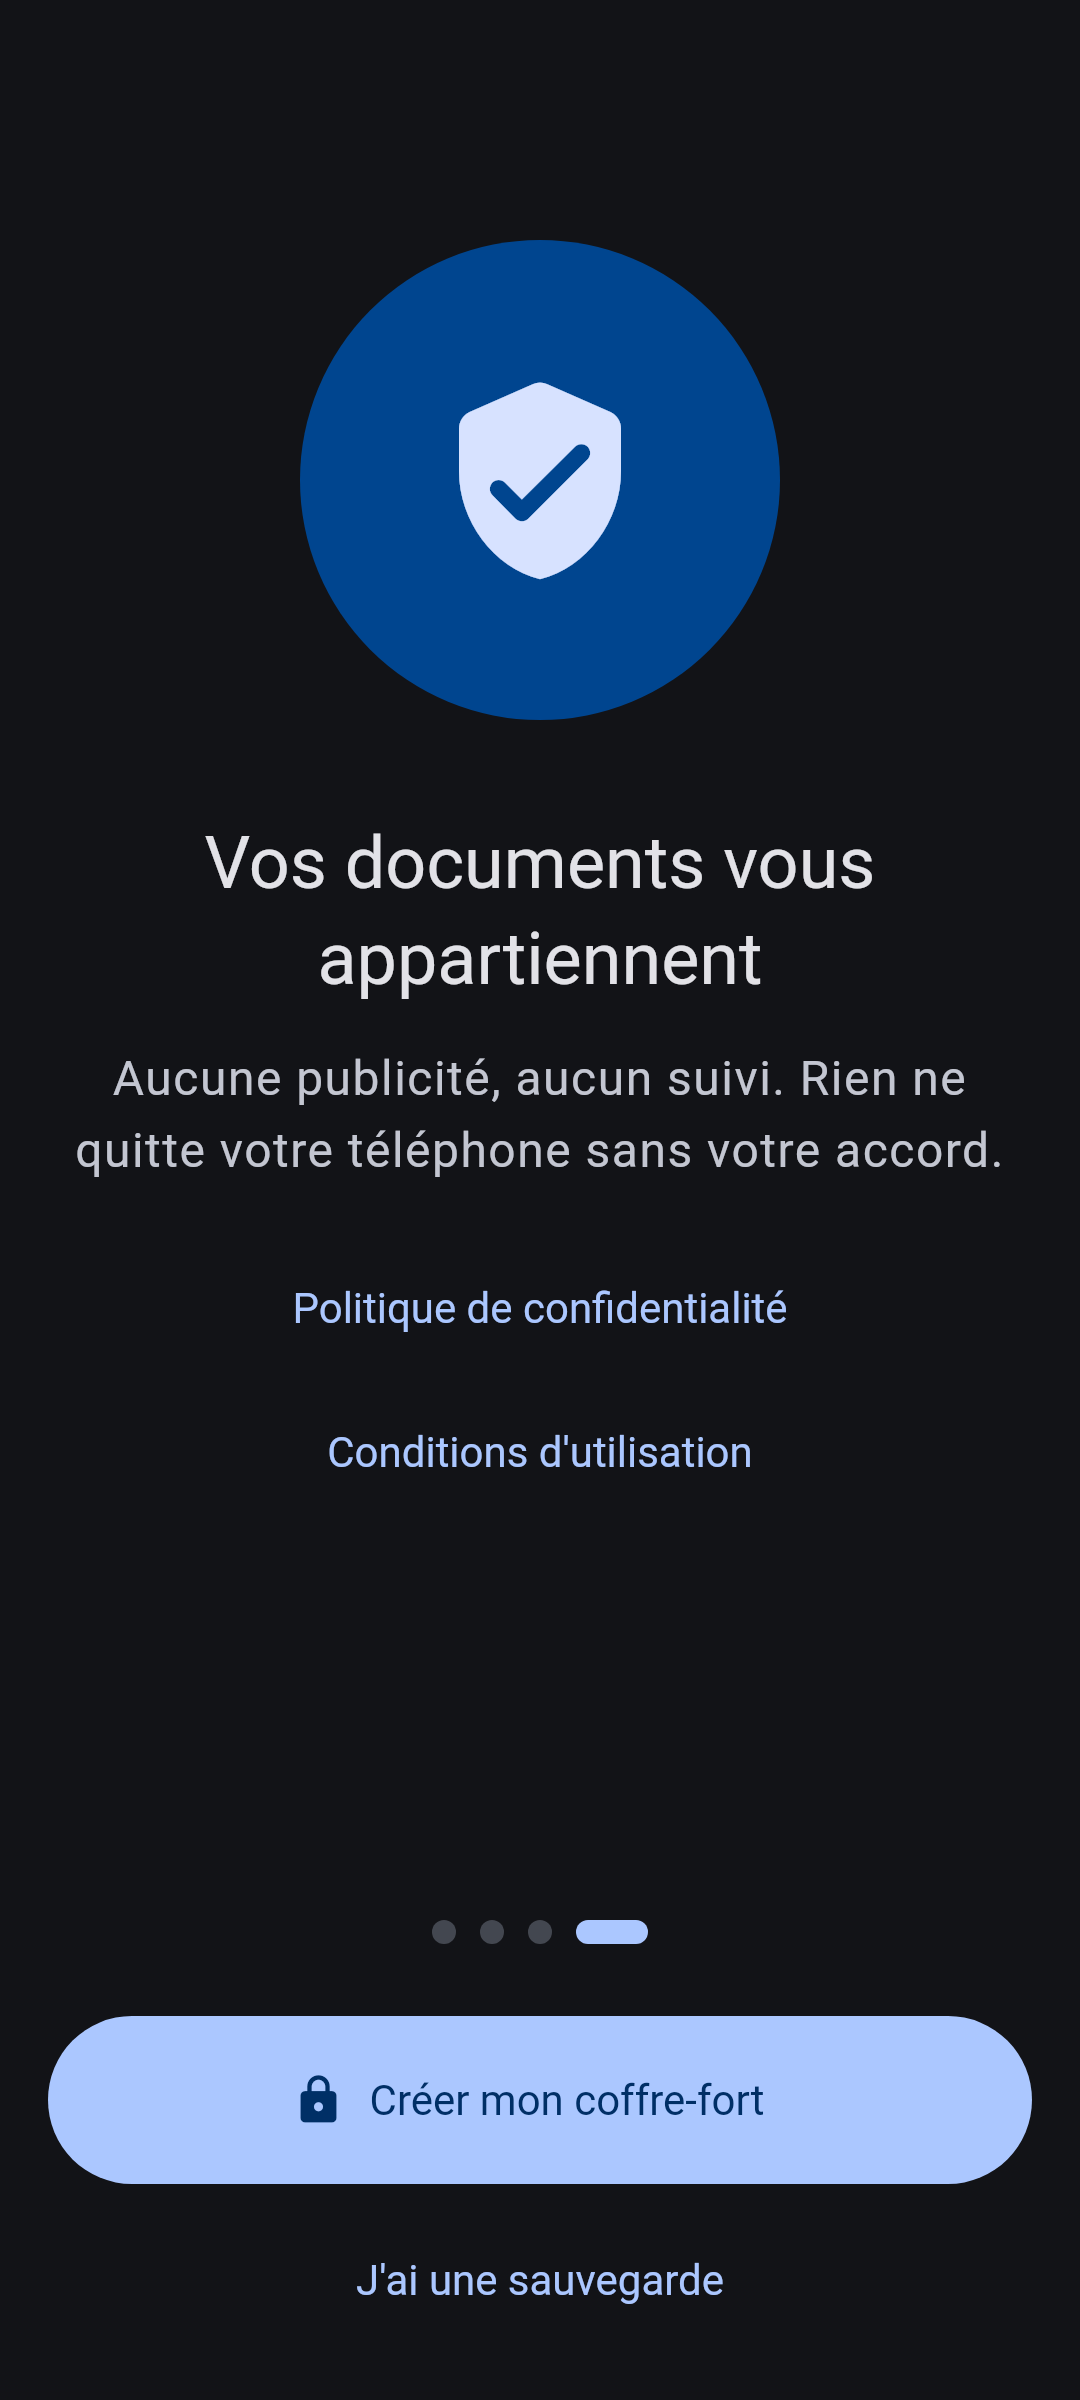 Vos documents vous
appartiennent
Aucune publicité, aucun suivi. Rien ne
quitte votre téléphone sans votre accord.
Politique de confidentialité
Conditions d'utilisation
Créer mon coffre-fort
J'ai une sauvegarde